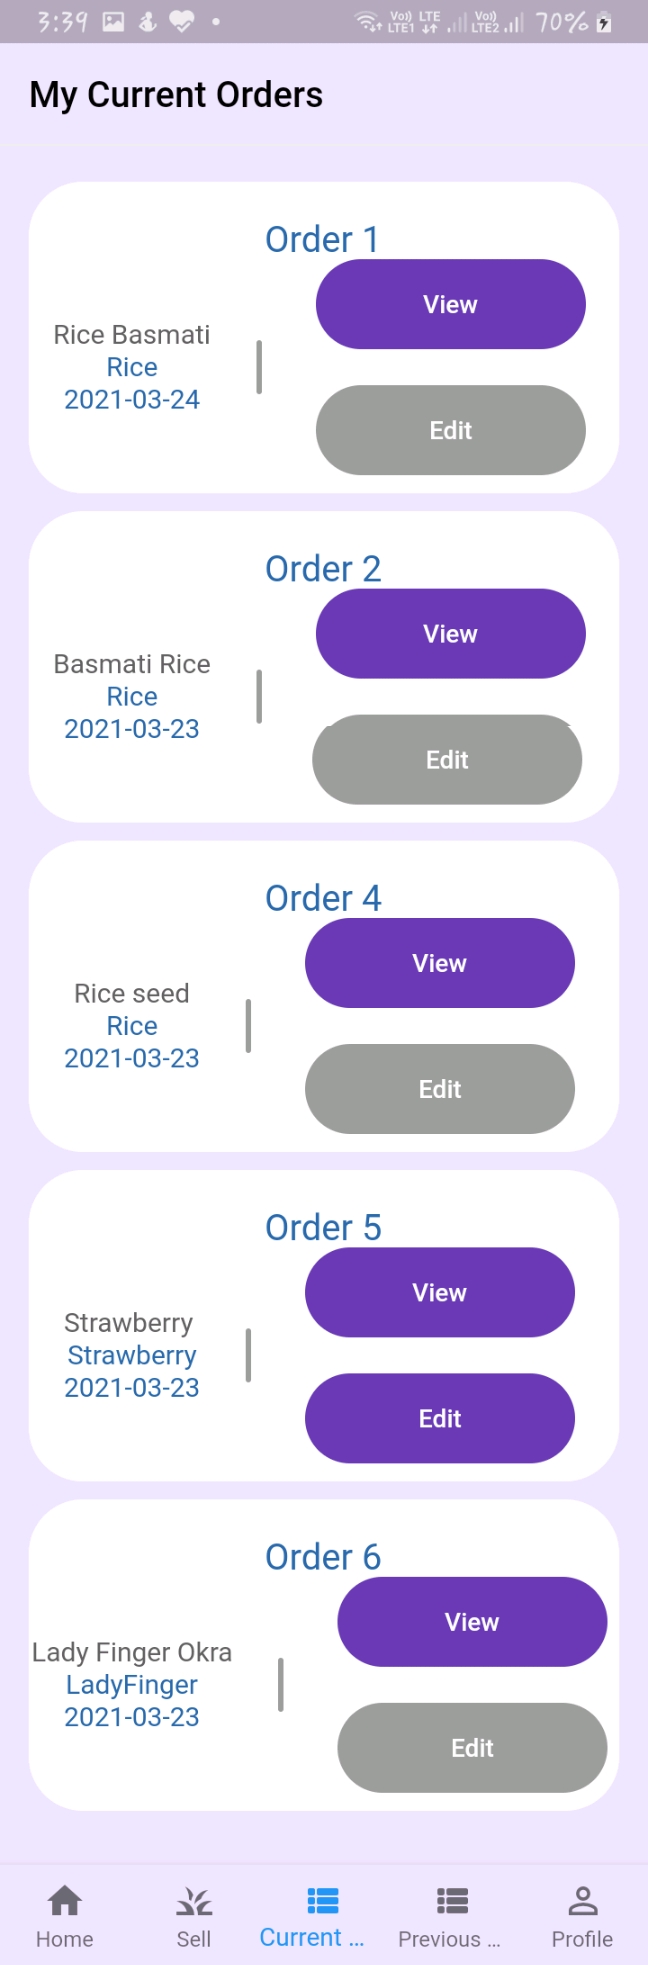 3:39
Vo) LTE Vo)
LTE1 LTE2 70%
My Current Orders
Order 1
View
Rice Basmati
Rice
2021-03-24
Edit
Order 2
View
Basmati Rice
Rice
2021-03-23
Edit
Order 4
View
Rice seed
Rice
2021-03-23
Edit
Order 5
View
Strawberry
Strawberry
2021-03-23
Edit
Order 6
View
Lady Finger Okra
LadyFinger
2021-03-23
Edit
Home Sell Current ... Previous ... Profile